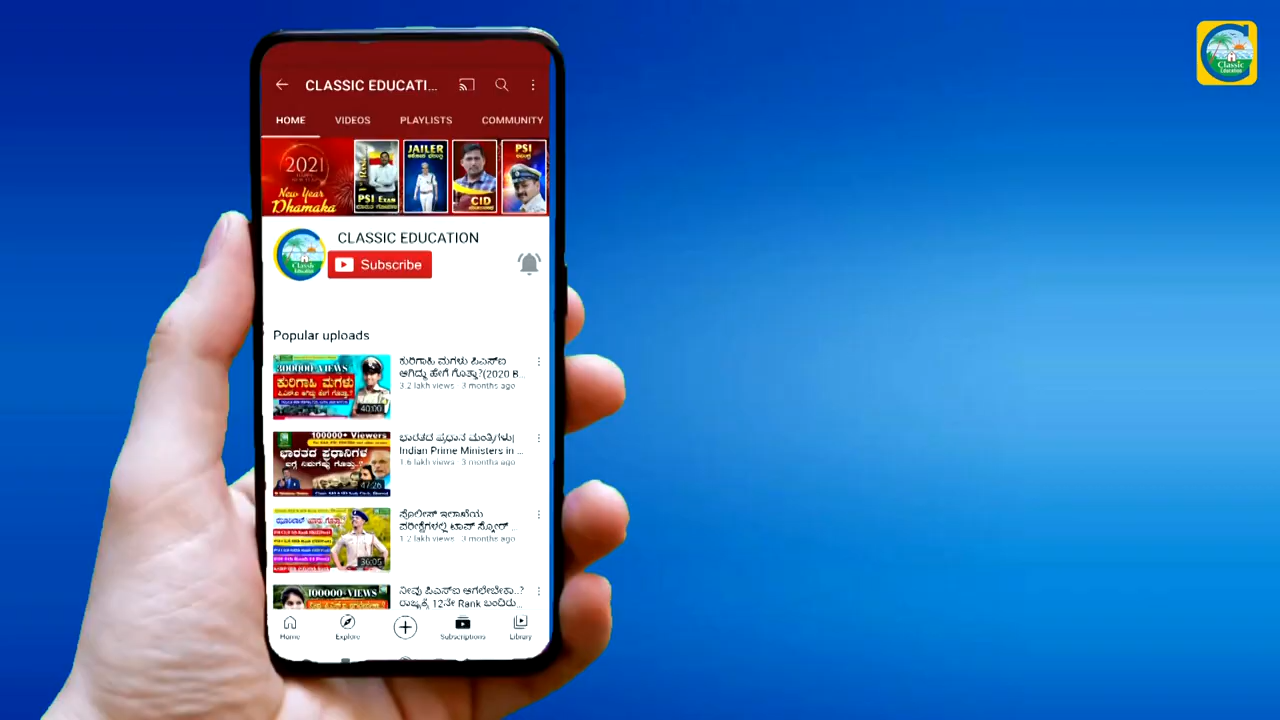 Classic
Education
CLASSIC EDUCATI...
HOME VIDEOS PLAYLISTS COMMUNITY
2021
New Year
Dhamaka
PSI EXAM
JAILER
CID
PSI
CLASSIC EDUCATION
Classic
Education
Subscribe
Popular uploads
300000+VIEWS
ಕುರಿಗಾಹಿ ಮಗಳು
40:00
ಕುರಿಗಾಹಿ ಮಗಳು ಪಿಎಸ್ಐ
ಆಗಿದ್ದು ಹೇಗೆ ಗೊತ್ತಾ?(2020 B...
3.2 lakh views · 3 months ago
100000+ Viewers
ಭಾರತದ ಪ್ರಧಾನಿಗಳ
47:26
ಭಾರತದ ಪ್ರಧಾನ ಮಂತ್ರಿಗಳು|
Indian Prime Ministers in ...
1.6 lakh views · 3 months ago
36:05
ಪೊಲೀಸ್ ಇಲಾಖೆಯ
ಪರೀಕ್ಷೆಗಳಲ್ಲಿ ಟಾಪ್ ಸ್ಕೋರ್ ...
1.2 lakh views · 3 months ago
100000+VIEWS
ನೀವು ಪಿಎಸ್ಐ ಆಗಲೇಬೇಕಾ..?
ರಾಜ್ಯಕ್ಕೆ 12ನೇ Rank ಬಂದಿರು...
Home Explore Subscriptions Library